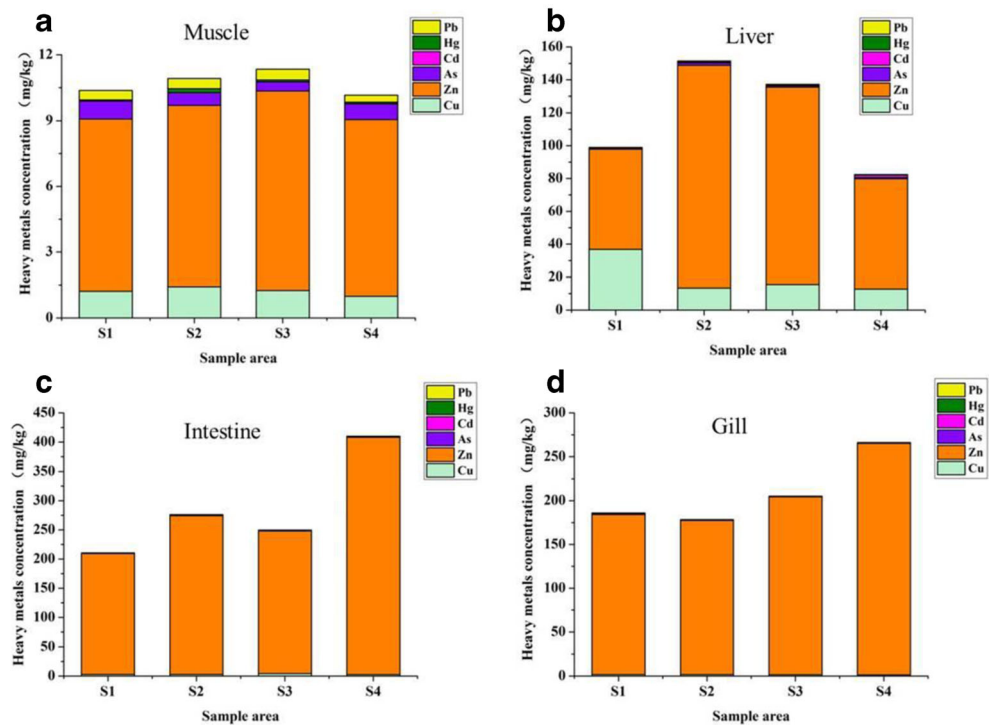 a
Muscle
Heavy metals concentration （mg/kg）
12
9
6
3
0
S1 S2 S3 S4
Sample area
Pb
Hg
Cd
As
Zn
Cu
b
Liver
Heavy metals concentration （mg/kg）
160
140
120
100
80
60
40
20
0
S1 S2 S3 S4
Sample area
Pb
Hg
Cd
As
Zn
Cu
c
Intestine
Heavy metals concentration （mg/kg）
450
400
350
300
250
200
150
100
50
0
S1 S2 S3 S4
Sample area
Pb
Hg
Cd
As
Zn
Cu
d
Gill
Heavy metals concentration （mg/kg）
300
250
200
150
100
50
0
S1 S2 S3 S4
Sample area
Pb
Hg
Cd
As
Zn
Cu